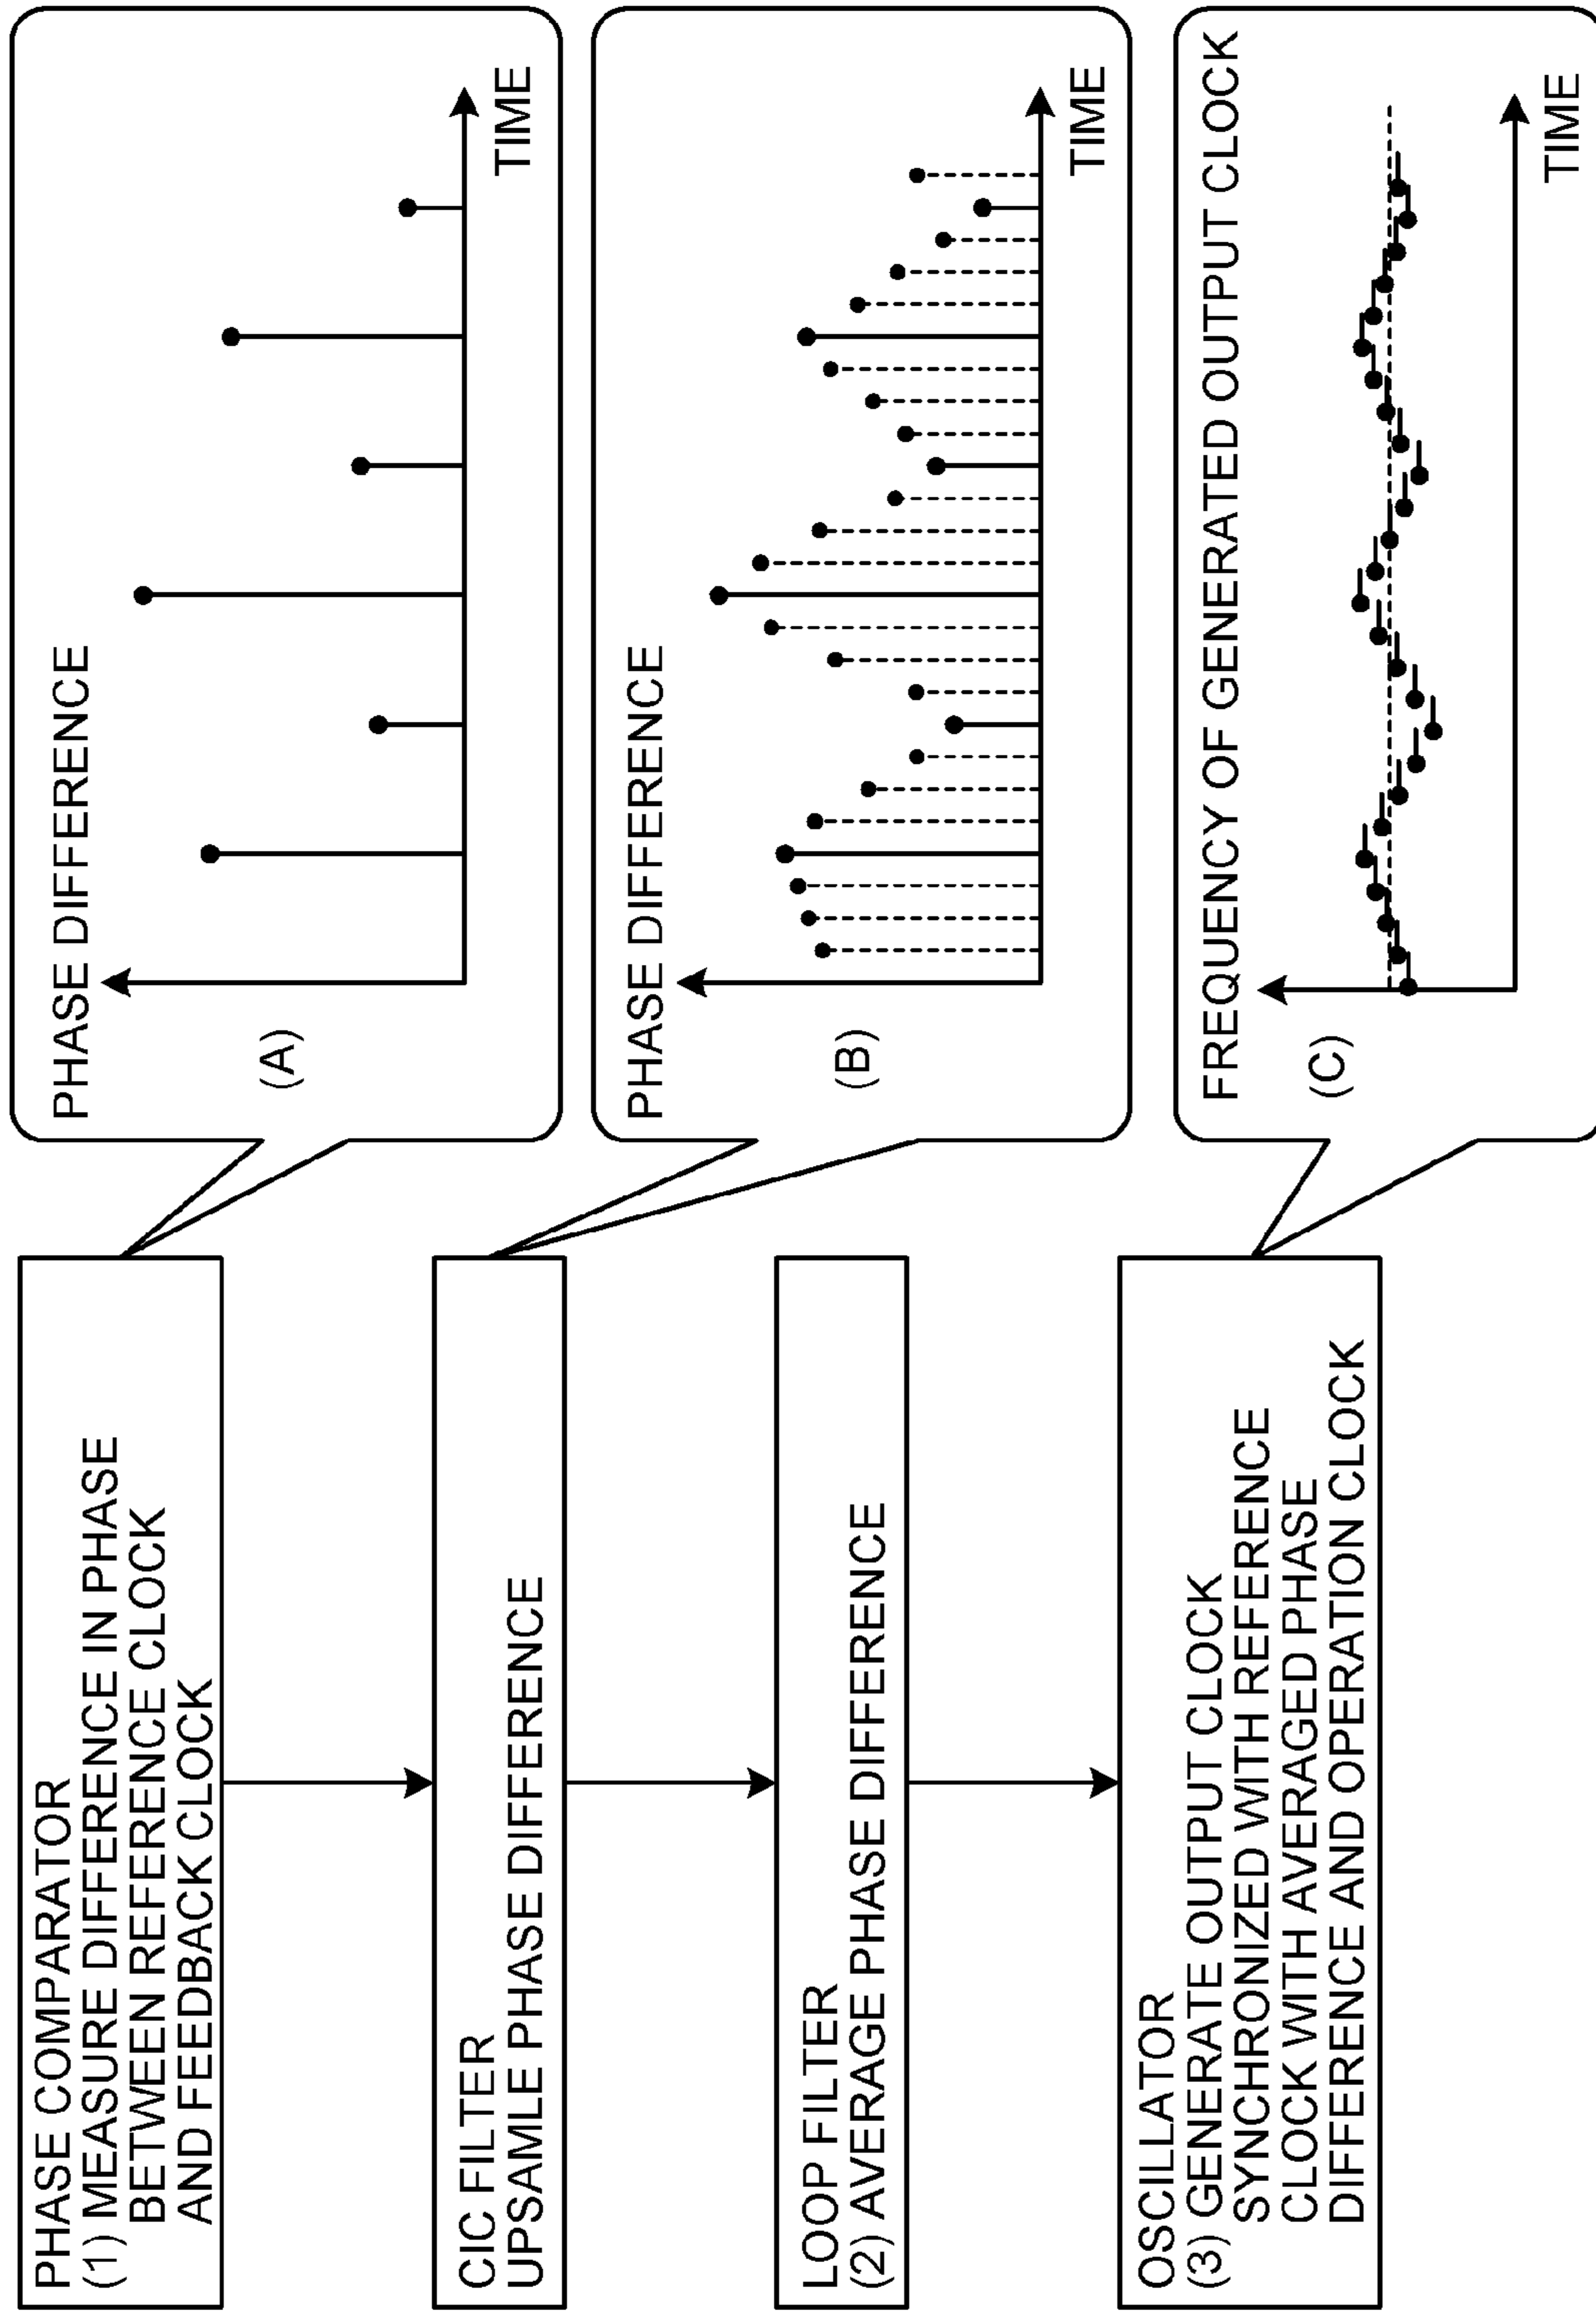 PHASE COMPARATOR
(1) MEASURE DIFFERENCE IN PHASE
BETWEEN REFERENCE CLOCK
AND FEEDBACK CLOCK
CIC FILTER
UPSAMLE PHASE DIFFERENCE
LOOP FILTER
(2) AVERAGE PHASE DIFFERENCE
OSCILLATOR
(3) GENERATE OUTPUT CLOCK
SYNCHRONIZED WITH REFERENCE
CLOCK WITH AVERAGED PHASE
DIFFERENCE AND OPERATION CLOCK
PHASE DIFFERENCE
(A)
TIME
PHASE DIFFERENCE
(B)
TIME
FREQUENCY OF GENERATED OUTPUT CLOCK
(C)
TIME